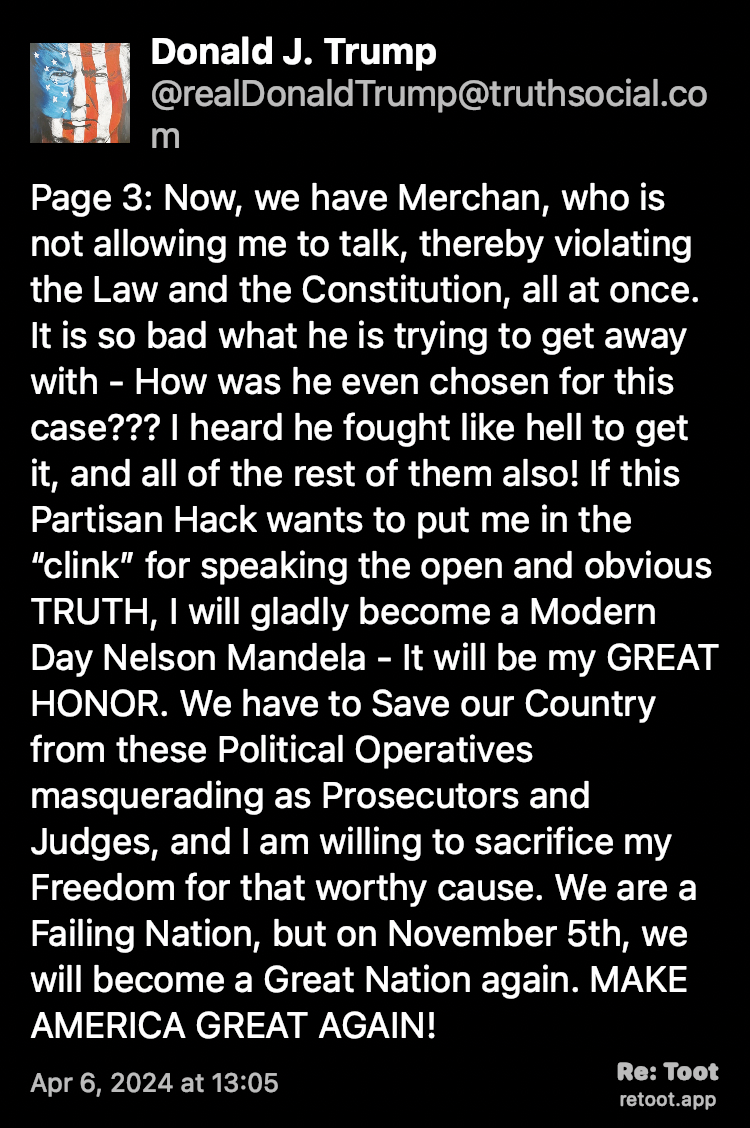 Donald J. Trump
@realDonaldTrump@truthsocial.co
m
Page 3: Now, we have Merchan, who is
not allowing me to talk, thereby violating
the Law and the Constitution, all at once.
It is so bad what he is trying to get away
with - How was he even chosen for this
case??? I heard he fought like hell to get
it, and all of the rest of them also! If this
Partisan Hack wants to put me in the
“clink” for speaking the open and obvious
TRUTH, I will gladly become a Modern
Day Nelson Mandela - It will be my GREAT
HONOR. We have to Save our Country
from these Political Operatives
masquerading as Prosecutors and
Judges, and I am willing to sacrifice my
Freedom for that worthy cause. We are a
Failing Nation, but on November 5th, we
will become a Great Nation again. MAKE
AMERICA GREAT AGAIN!
Apr 6, 2024 at 13:05
Re: Toot
retoot.app